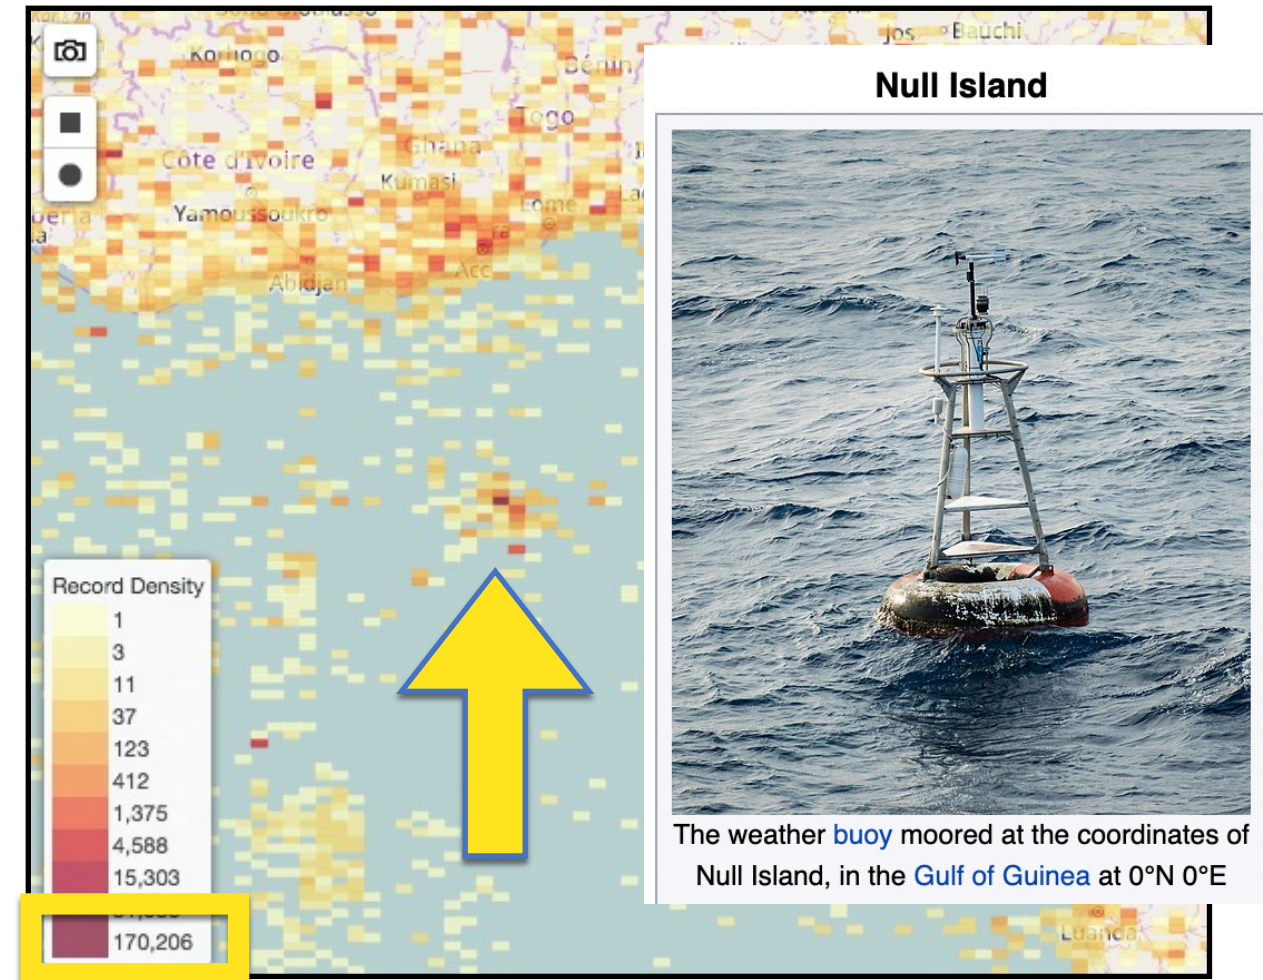 Korhogo
Jos
Bauchi
Bénin
Togo
Côte d'Ivoire
Ghana
Kumasi
Yamoussoukro
Lomé
Abidjan
Acc
Record Density
1
3
11
37
123
412
1,375
4,588
15,303
170,206
Luanda
Null Island
The weather buoy moored at the coordinates of
Null Island, in the Gulf of Guinea at 0°N 0°E